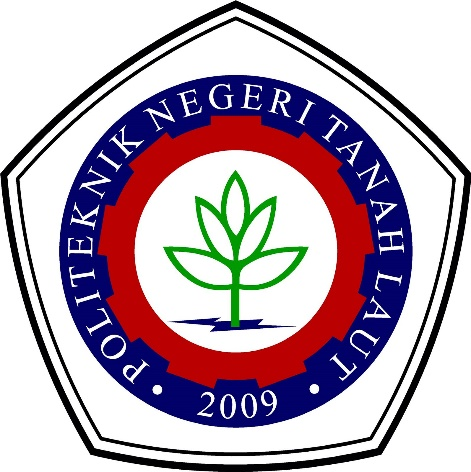 POLITEKNIK NEGERI TANAH LAUT
2009